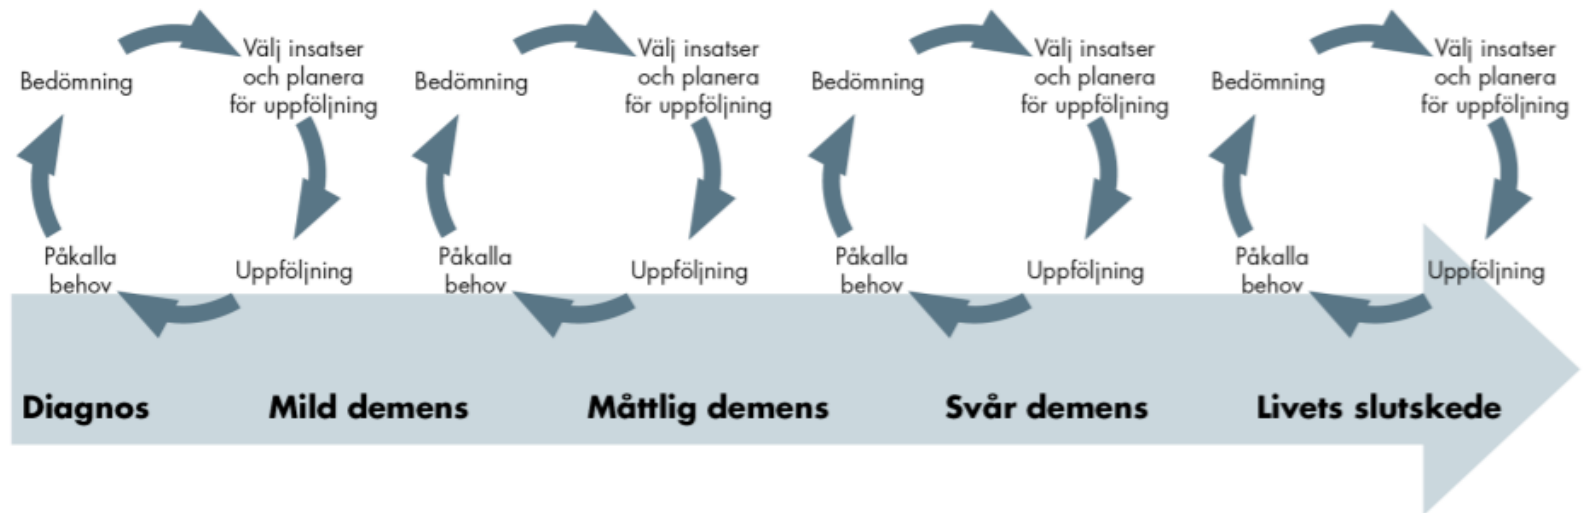 Bedömning
Välj insatser
och planera
för uppföljning
Påkalla
behov
Uppföljning
Bedömning
Välj insatser
och planera
för uppföljning
Påkalla
behov
Uppföljning
Bedömning
Välj insatser
och planera
för uppföljning
Påkalla
behov
Uppföljning
Bedömning
Välj insatser
och planera
för uppföljning
Påkalla
behov
Uppföljning
Diagnos
Mild demens
Måttlig demens
Svår demens
Livets slutskede